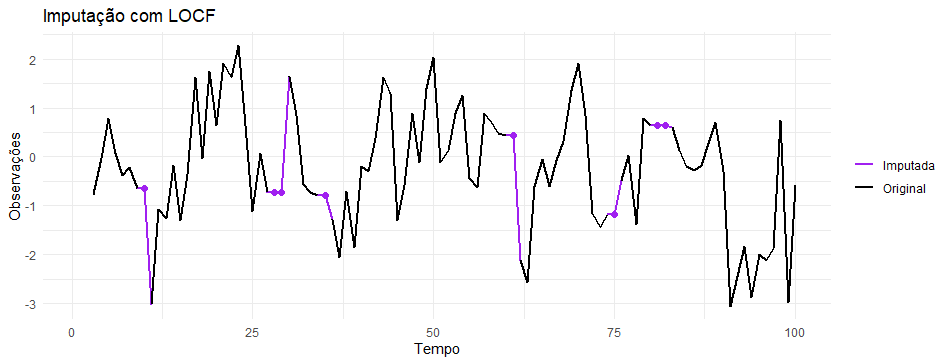 Imputação com LOCF
Observações
2
1
0
-1
-2
-3
0 25 50 75 100
Tempo
Imputada
Original